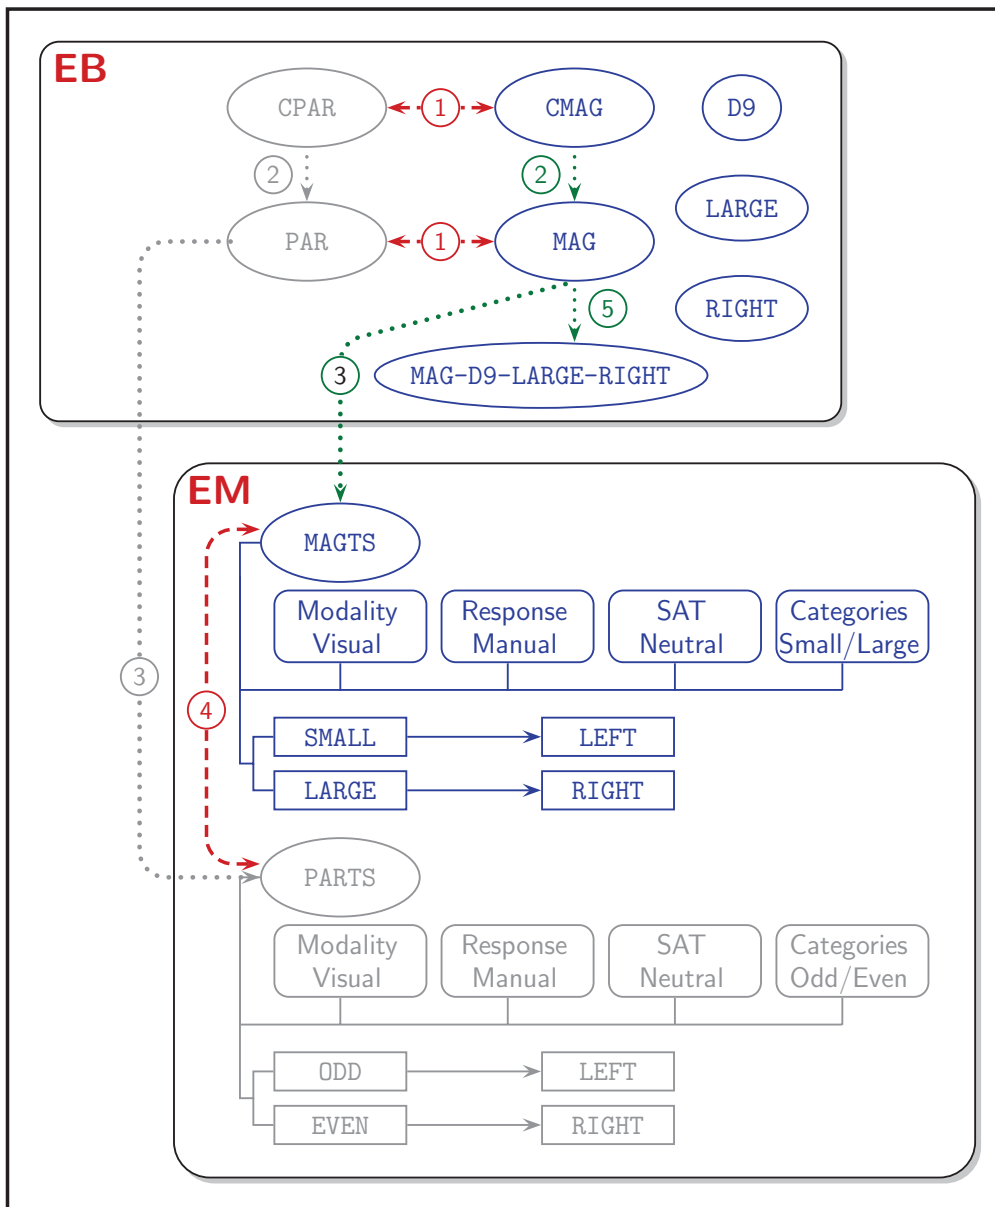 EB
CPAR
1
CMAG
D9
2
2
LARGE
PAR
1
MAG
RIGHT
5
3
MAG-D9-LARGE-RIGHT
EM
MAGTS
Modality
Visual
Response
Manual
SAT
Neutral
Categories
Small/Large
3
4
SMALL
LEFT
LARGE
RIGHT
PARTS
Modality
Visual
Response
Manual
SAT
Neutral
Categories
Odd/Even
ODD
LEFT
EVEN
RIGHT